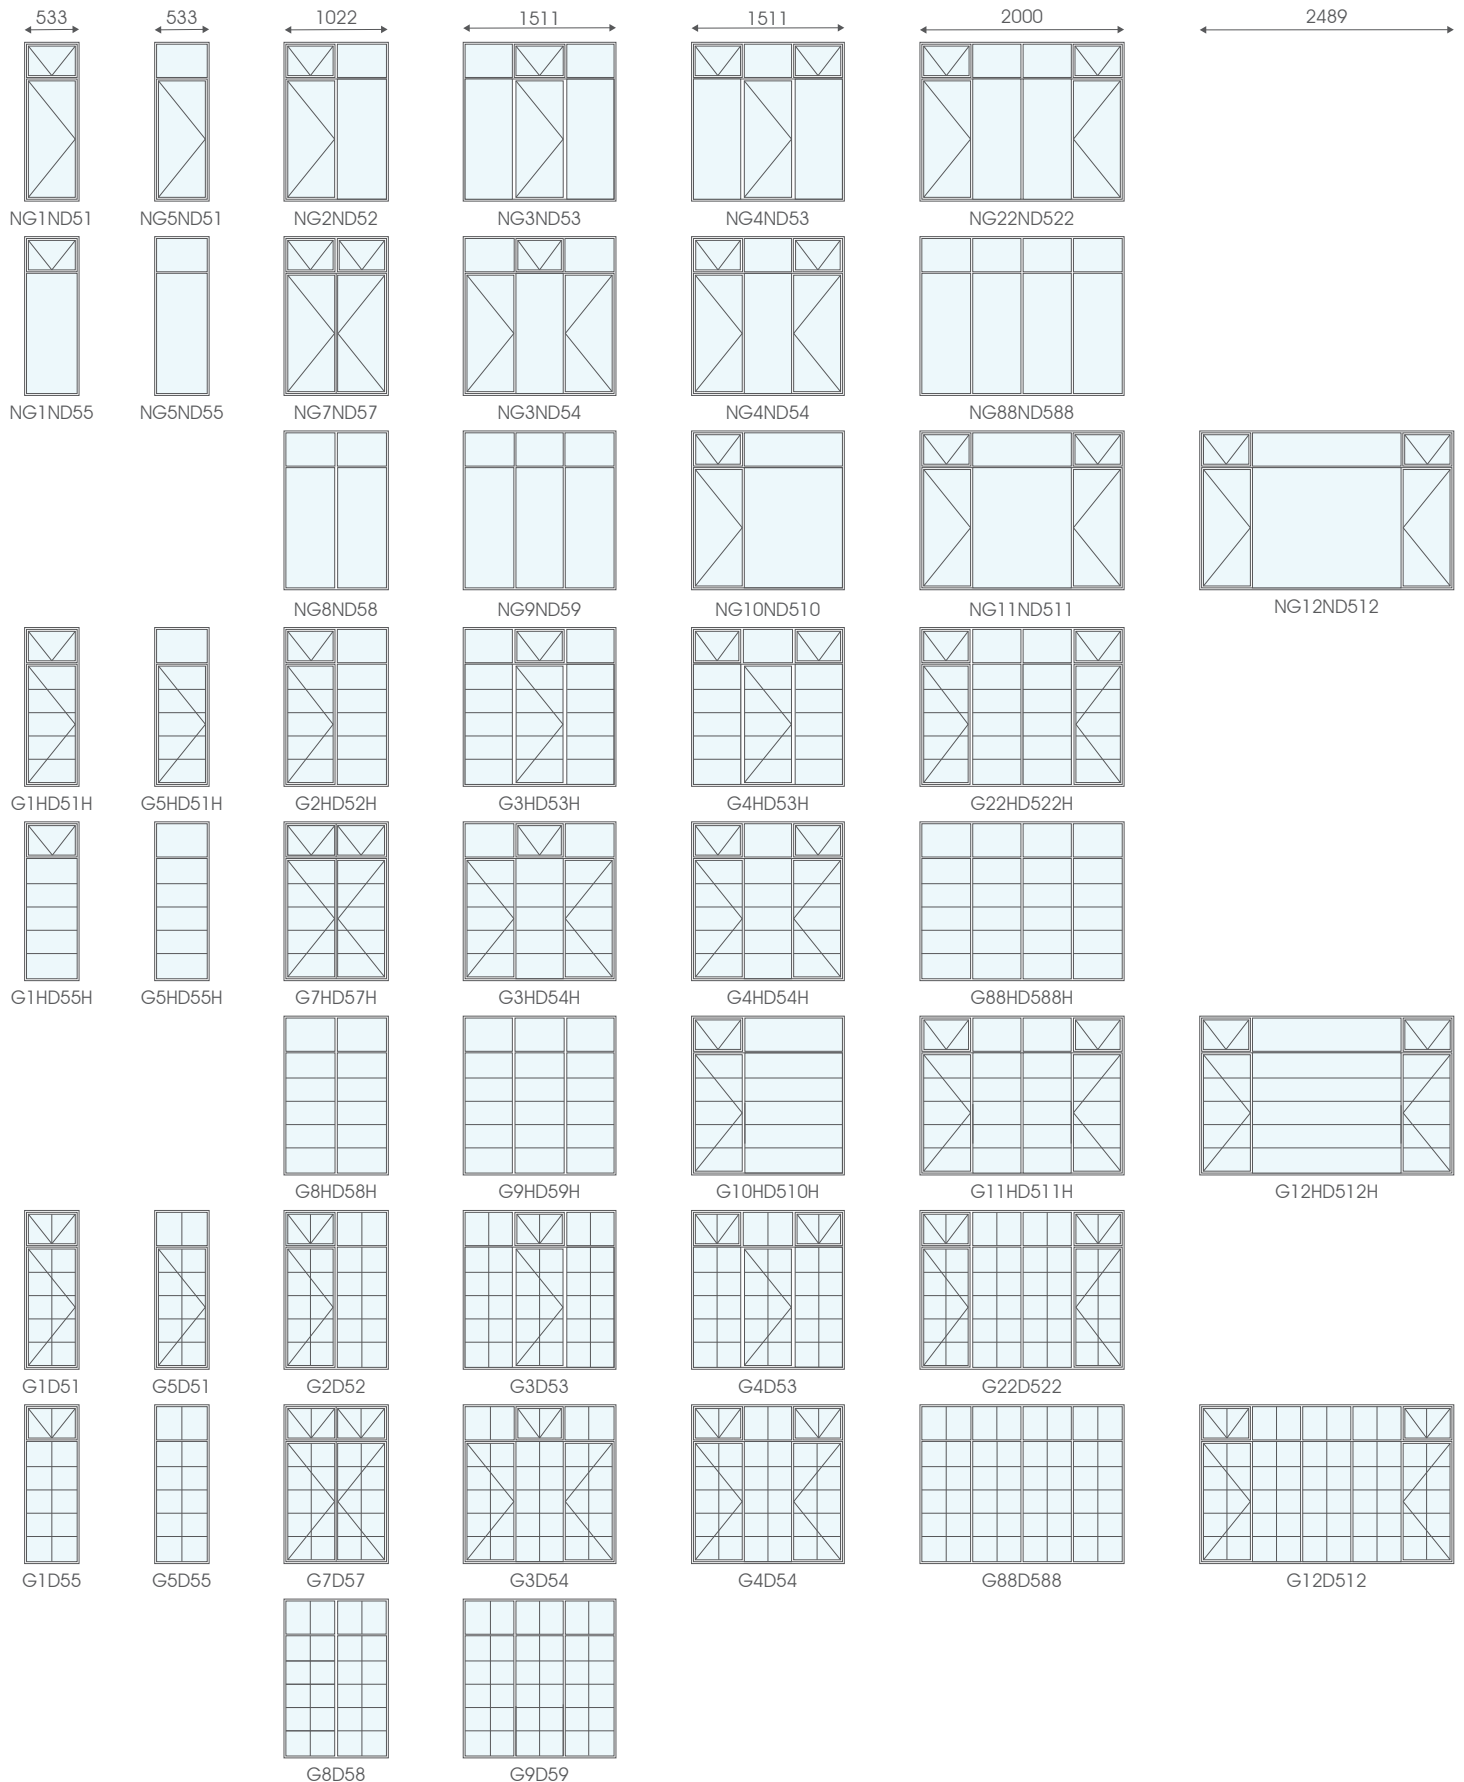 533 533 1022 1511 1511 2000 2489
NG1ND51 NG5ND51 NG2ND52 NG3ND53 NG4ND53 NG22ND522
NG1ND55 NG5ND55 NG7ND57 NG3ND54 NG4ND54 NG88ND588
NG8ND58 NG9ND59 NG10ND510 NG11ND511 NG12ND512
G1HD51H G5HD51H G2HD52H G3HD53H G4HD53H G22HD522H
G1HD55H G5HD55H G7HD57H G3HD54H G4HD54H G88HD588H
G8HD58H G9HD59H G10HD510H G11HD511H G12HD512H
G1D51 G5D51 G2D52 G3D53 G4D53 G22D522
G1D55 G5D55 G7D57 G3D54 G4D54 G88D588 G12D512
G8D58 G9D59